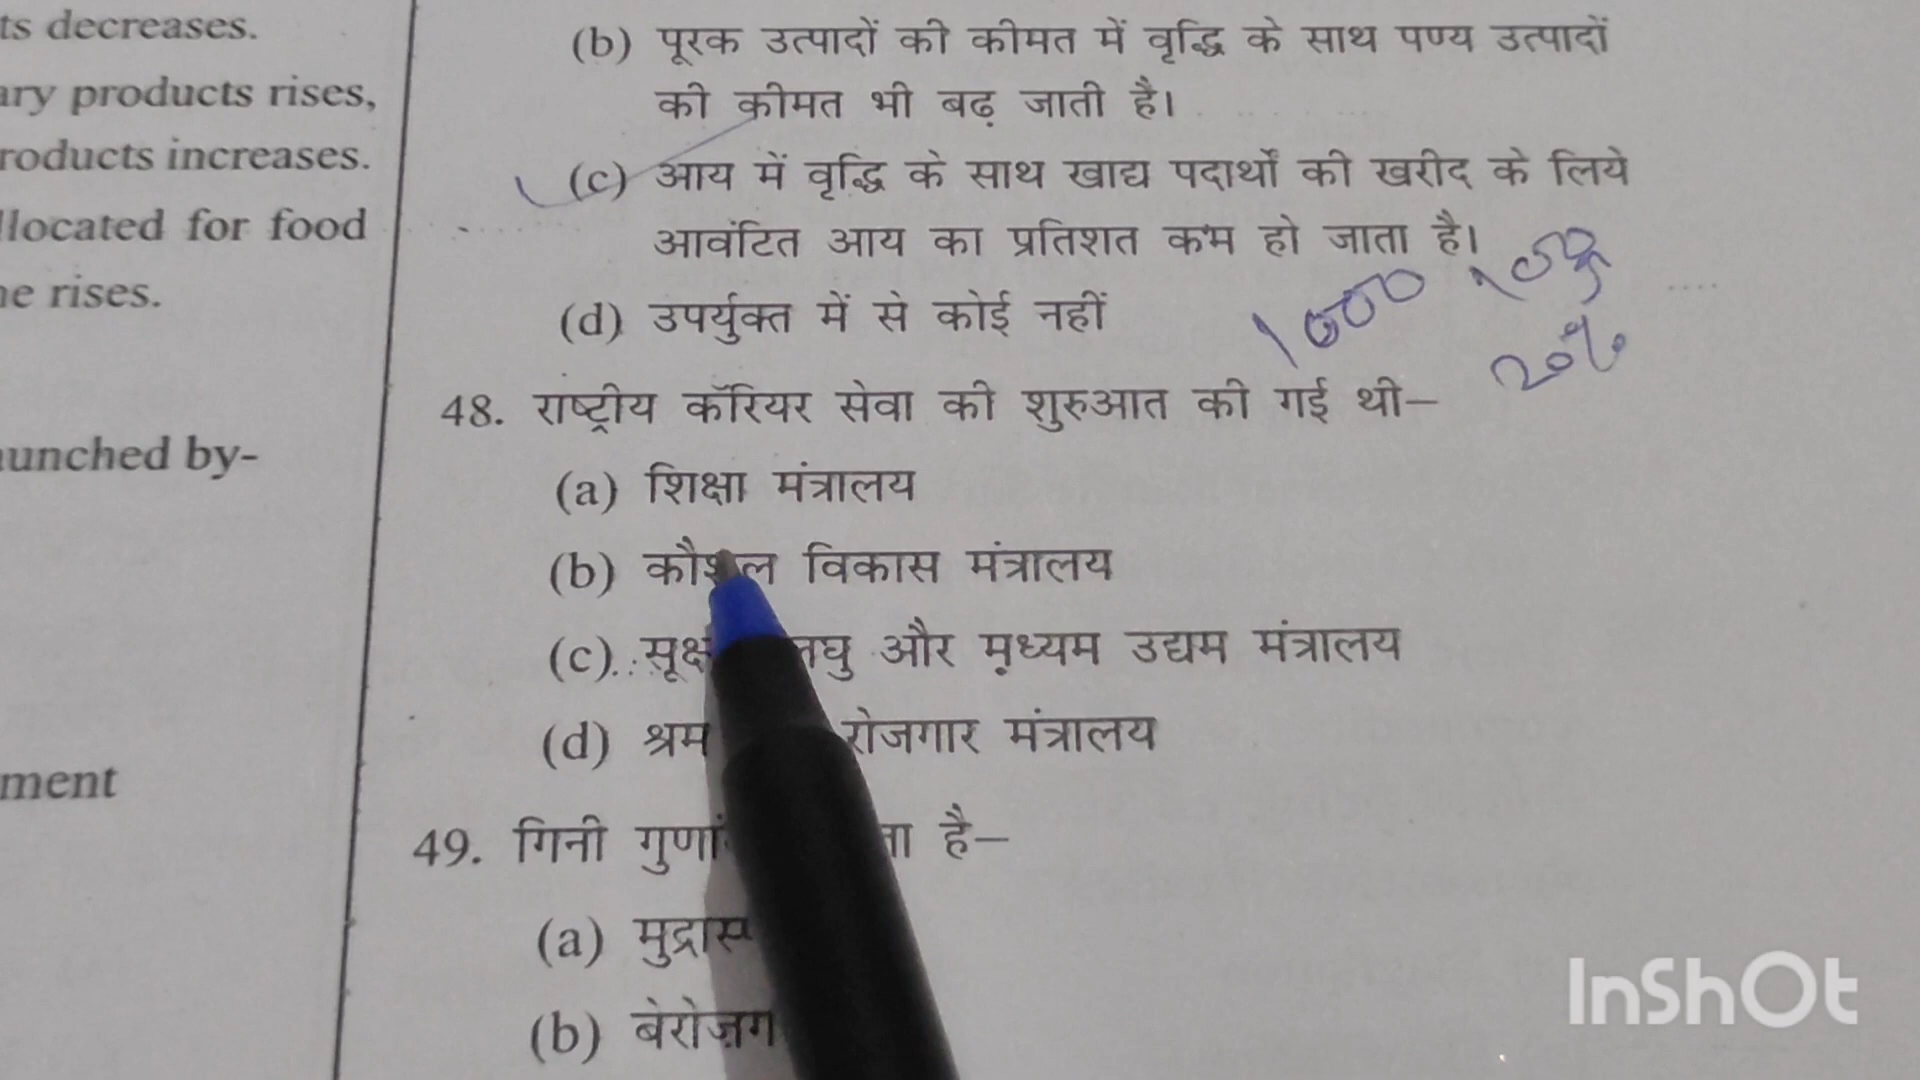 ts decreases.
ary products rises,
roducts increases.
llocated for food
ne rises.
unched by-
ment
(b) पूरक उत्पादों की कीमत में वृद्धि के साथ पण्य उत्पादों
की कीमत भी बढ़ जाती है।
(c) आय में वृद्धि के साथ खाद्य पदार्थों की खरीद के लिये
आवंटित आय का प्रतिशत कम हो जाता है।
(d) उपर्युक्त में से कोई नहीं
1000
20%
48. राष्ट्रीय कॅरियर सेवा की शुरुआत की गई थी—
(a) शिक्षा मंत्रालय
(b) कौशल विकास मंत्रालय
(c) लघु और मध्यम उद्यम मंत्रालय
(d) श्रम रोजगार मंत्रालय
49. गिनी है—
(a)
(b)
InShOt